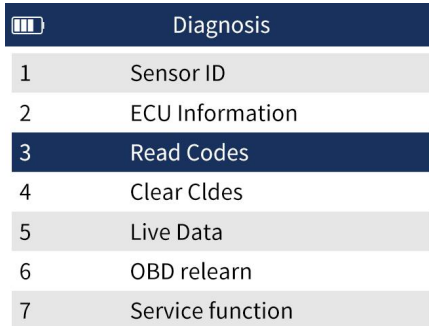 Diagnosis
1 Sensor ID
2 ECU Information
3 Read Codes
4 Clear Cldes
5 Live Data
6 OBD relearn
7 Service function